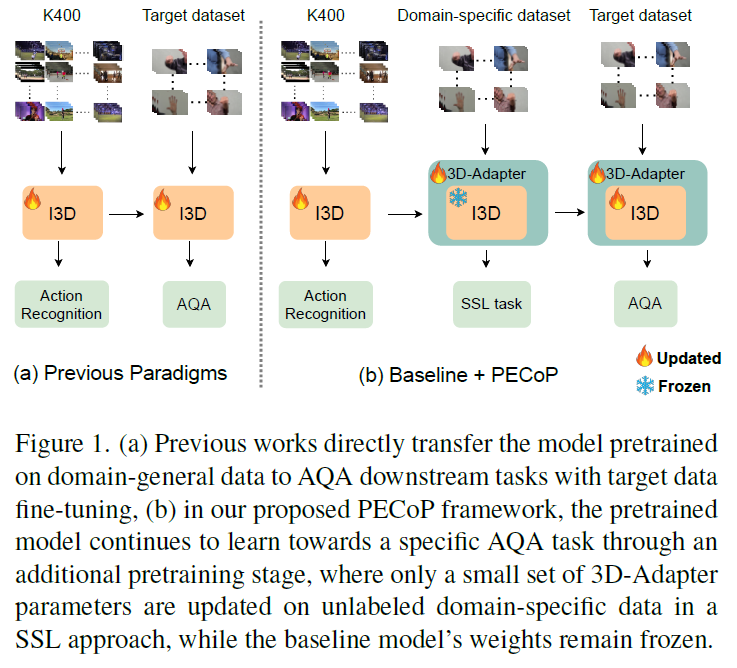 K400
Target dataset
K400
Domain-specific dataset
Target dataset
I3D
I3D
I3D
3D-Adapter
I3D
3D-Adapter
I3D
Action
Recognition
AQA
Action
Recognition
SSL task
AQA
(a) Previous Paradigms
(b) Baseline + PECoP
Updated
Frozen
Figure 1. (a) Previous works directly transfer the model pretrained
on domain-general data to AQA downstream tasks with target data
fine-tuning, (b) in our proposed PECoP framework, the pretrained
model continues to learn towards a specific AQA task through an
additional pretraining stage, where only a small set of 3D-Adapter
parameters are updated on unlabeled domain-specific data in a
SSL approach, while the baseline model's weights remain frozen.